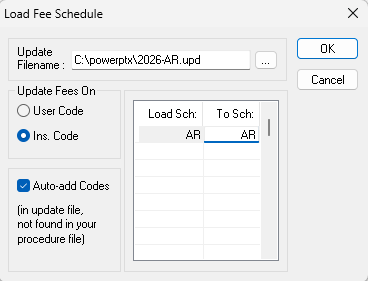 Load Fee Schedule
Update
Filename :
C:\powerptx\2026-AR.upd
...
OK
Cancel
Update Fees On
User Code
Ins. Code
Load Sch:
To Sch:
AR
AR
Auto-add Codes
(in update file,
not found in your
procedure file)